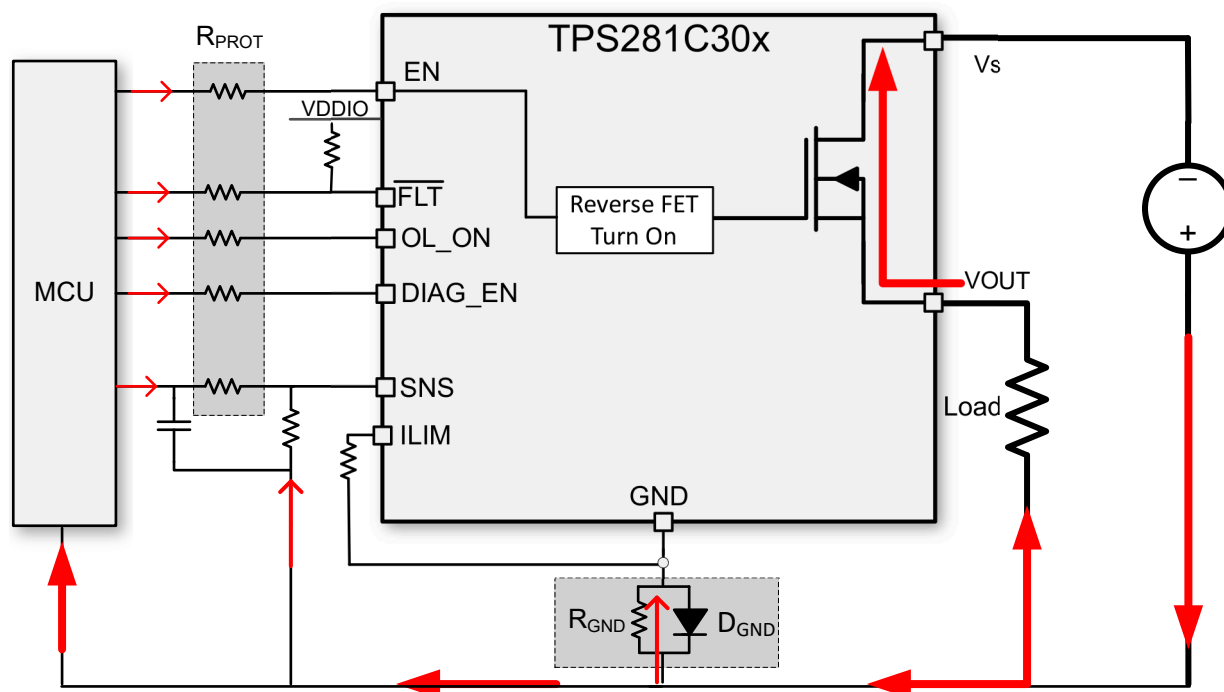 TPS281C30x
RPROT
EN
Vs
VDDIO
FLT
Reverse FET
Turn On
OL_ON
MCU
DIAG_EN
VOUT
−
+
SNS
Load
ILIM
GND
RGND
DGND